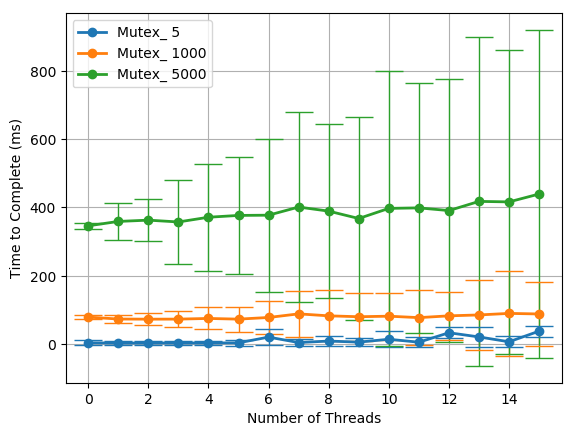 Mutex_ 5
Mutex_ 1000
Mutex_ 5000
Time to Complete (ms)
800
600
400
200
0
0 2 4 6 8 10 12 14
Number of Threads